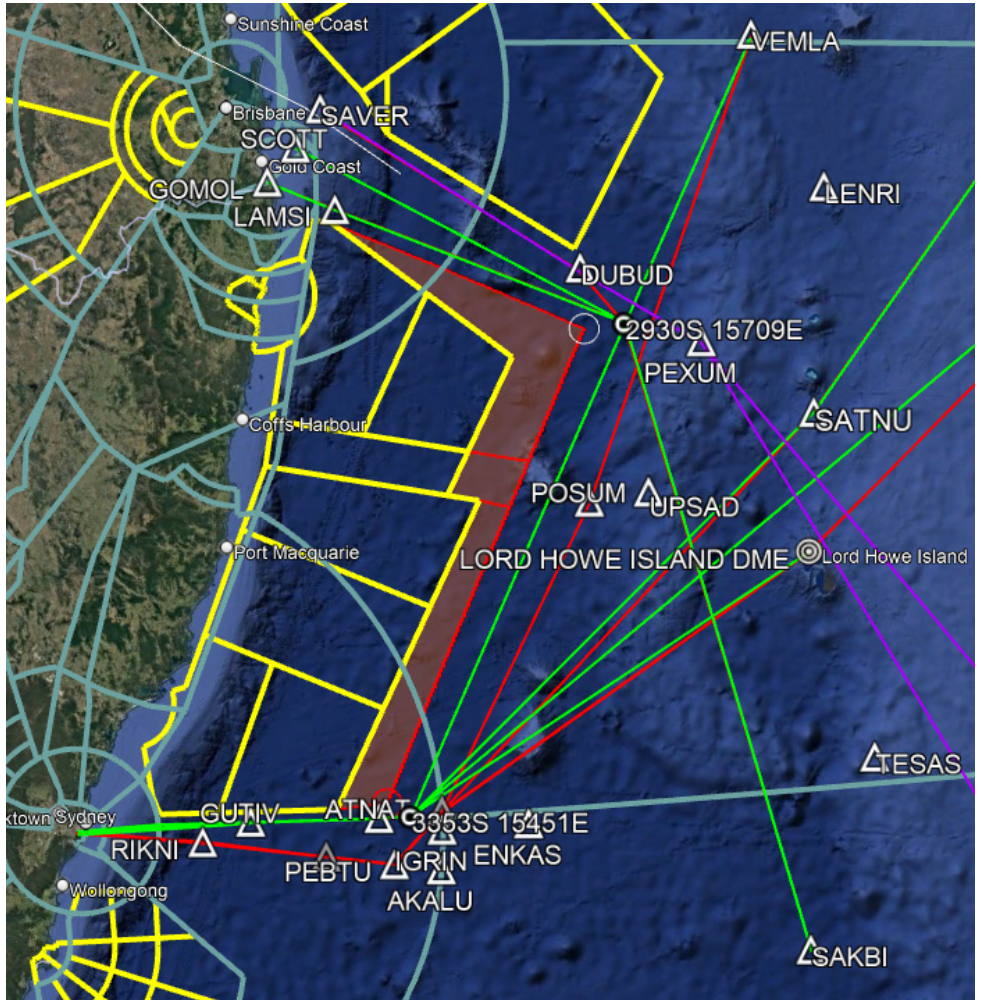 Sunshine Coast
VEMLA
Brisbane
SAVER
SCOTT
Gold Coast
GOMOL
LENRI
LAMSI
DUBUD
2930S 15709E
PEXUM
SATNU
Coffs Harbour
POSUM
UPSAD
Port Macquarie
LORD HOWE ISLAND DME
Lord Howe Island
TESAS
GUTIV
ATNAT
ktown
Sydney
3353S 15451E
RIKNI
IGRIN
ENKAS
PEBTU
Wollongong
AKALU
SAKBI